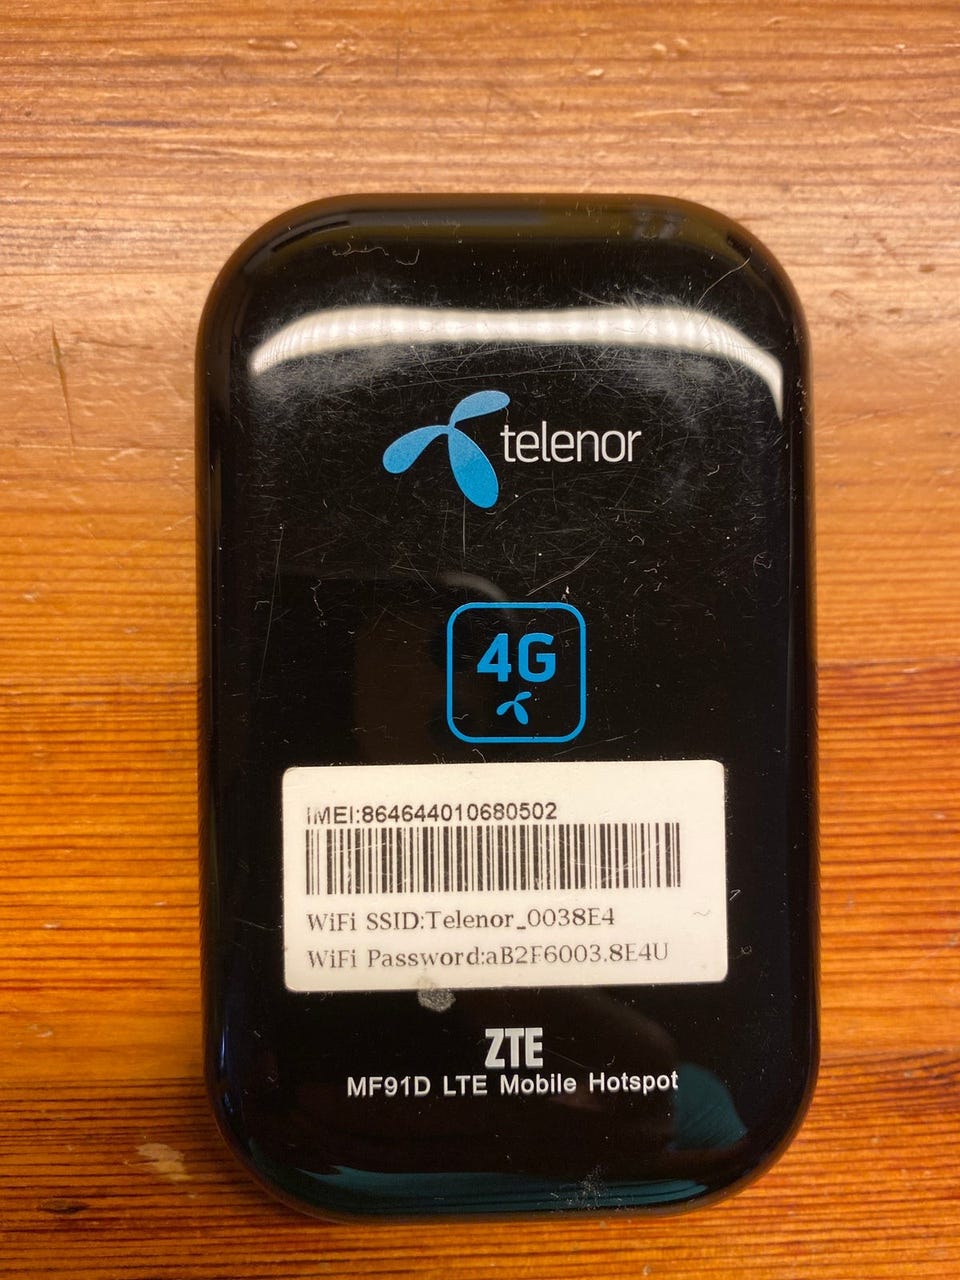 telenor
4G
IMEI:864644010680502
WiFi SSID:Telenor_0038E4
WiFi Password:aB2F6003.8E4U
ZTE
MF91D LTE Mobile Hotspot